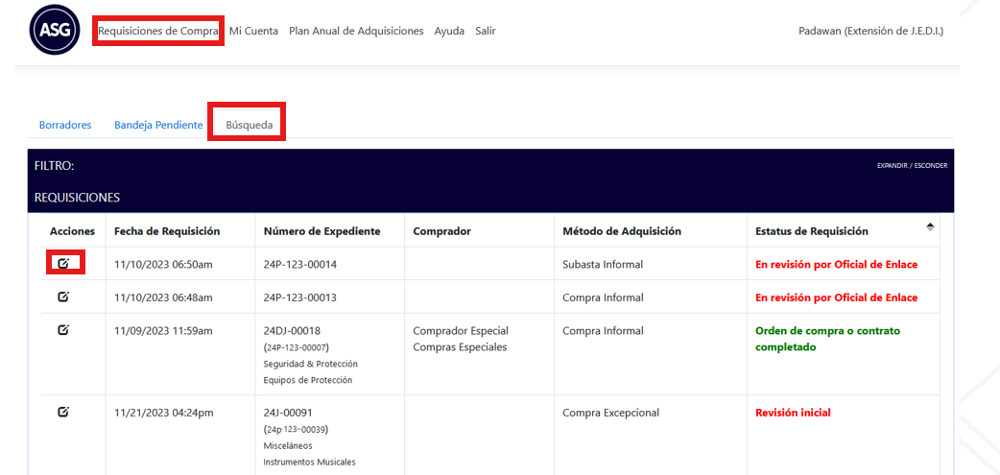 ASG Requisiciones de Compra Mi Cuenta Plan Anual de Adquisiciones Ayuda Salir Padawan (Extensión de J.E.D.I.)
Borradores Bandeja Pendiente Búsqueda
FILTRO: EXPANDIR / ESCONDER
REQUISICIONES
Acciones Fecha de Requisición Número de Expediente Comprador Método de Adquisición Estatus de Requisición
11/10/2023 06:50am 24P-123-00014 Subasta Informal En revisión por Oficial de Enlace
11/10/2023 06:48am 24P-123-00013 Compra Informal En revisión por Oficial de Enlace
11/09/2023 11:59am 24DJ-00018 Comprador Especial Compra Informal Orden de compra o contrato
(24P-123-00007) Compras Especiales completado
Seguridad & Protección
Equipos de Protección
11/21/2023 04:24pm 24J-00091 Compra Excepcional Revisión inicial
(24p-123-00039)
Misceláneos
Instrumentos Musicales